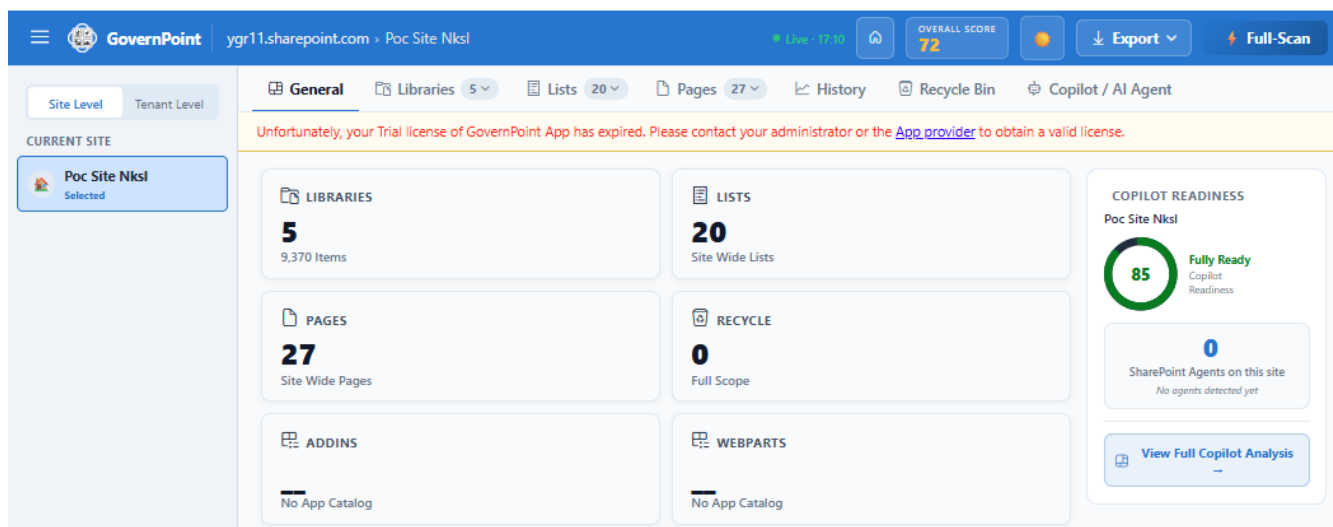 GovernPoint
ygr11.sharepoint.com › Poc Site Nksl
Live · 17:10
OVERALL SCORE
72
Export
Full-Scan
Site Level
Tenant Level
CURRENT SITE
Poc Site Nksl
Selected
General
Libraries 5
Lists 20
Pages 27
History
Recycle Bin
Copilot / AI Agent
Unfortunately, your Trial license of GovernPoint App has expired. Please contact your administrator or the App provider to obtain a valid license.
LIBRARIES
5
9,370 Items
LISTS
20
Site Wide Lists
PAGES
27
Site Wide Pages
RECYCLE
0
Full Scope
ADDINS
__
No App Catalog
WEBPARTS
__
No App Catalog
COPILOT READINESS
Poc Site Nksl
85
Fully Ready
Copilot
Readiness
0
SharePoint Agents on this site
No agents detected yet
View Full Copilot Analysis
→